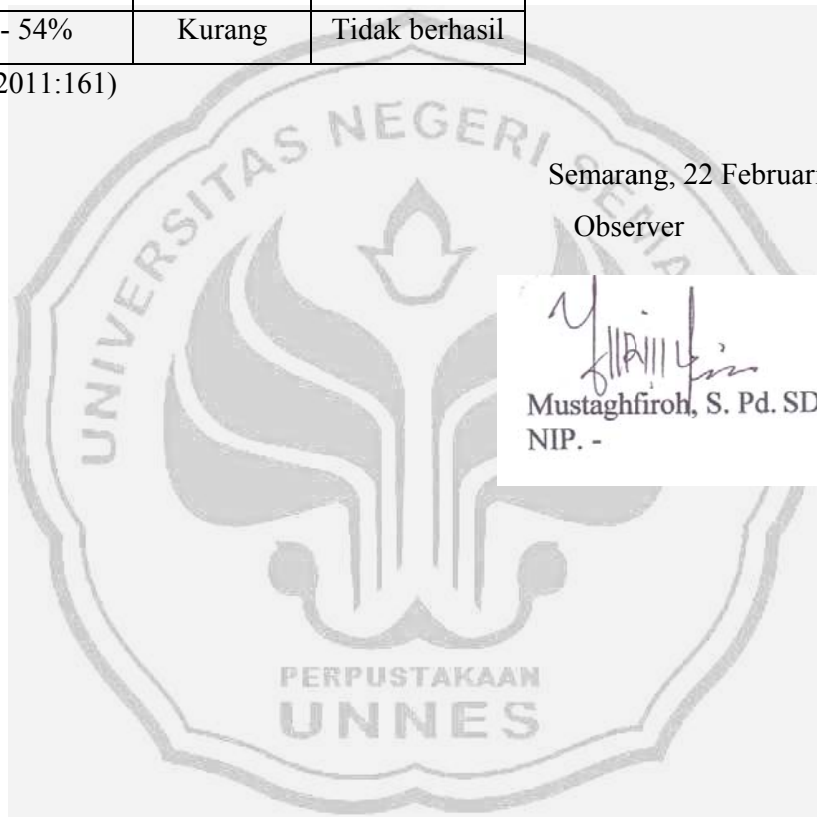 - 54% Kurang Tidak berhasil
2011:161)
UNIVERSITAS NEGERI
Semarang, 22 Februari
Observer
Mustaghfiroh, S. Pd. SD
NIP. -
PERPUSTAKAAN
UNNES